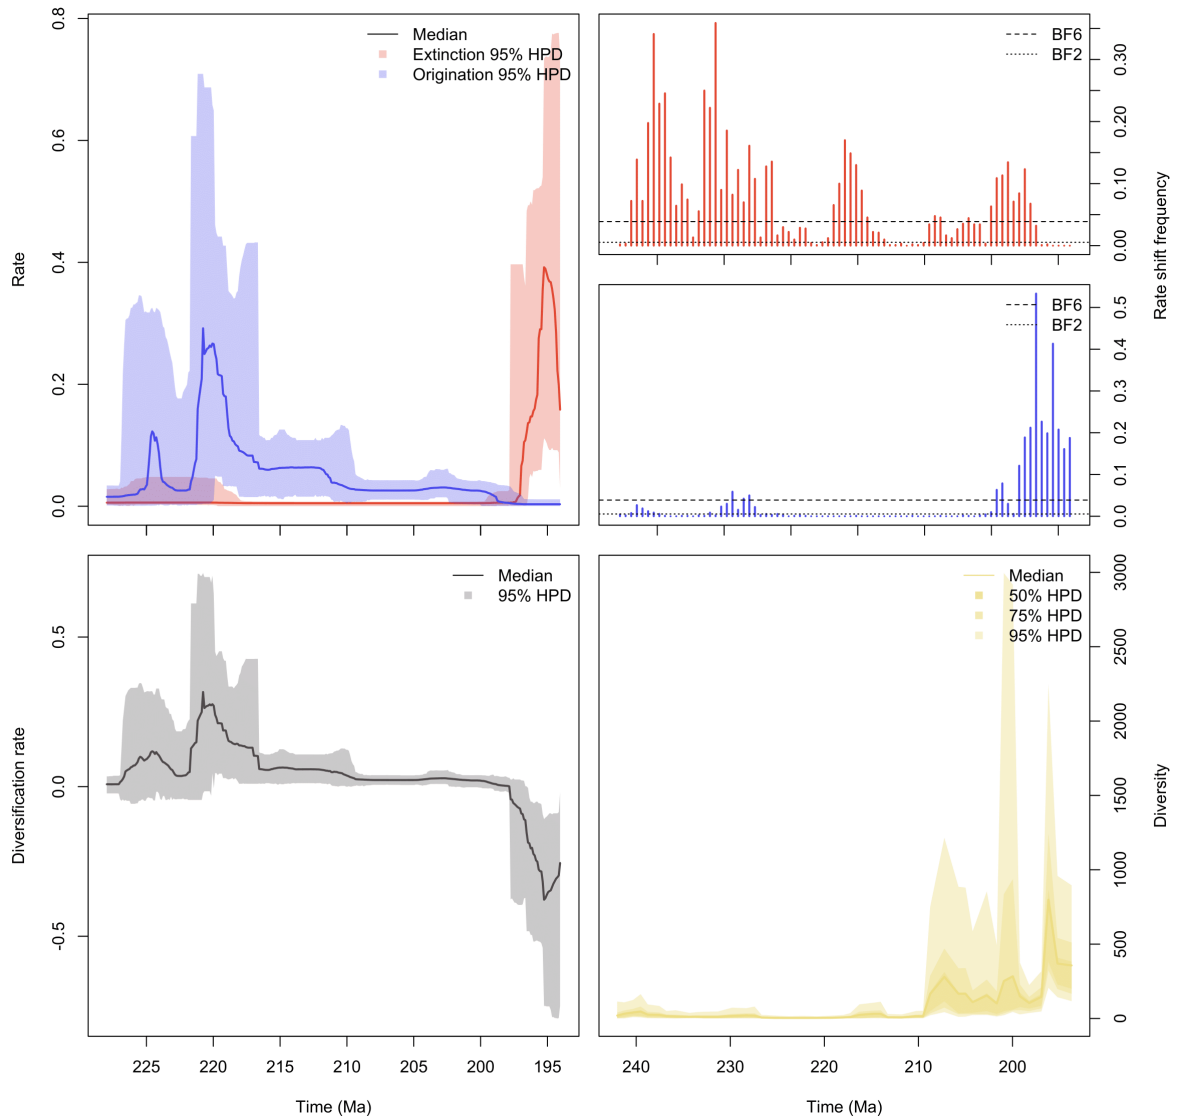 Median
Extinction 95% HPD
Origination 95% HPD
0.0
0.2
0.4
0.6
0.8
Rate
BF6
BF2
0.00
0.10
0.20
0.30
BF6
BF2
0.0
0.1
0.2
0.3
0.4
0.5
Rate shift frequency
Median
95% HPD
-0.5
0.0
0.5
Diversification rate
225
220
215
210
205
200
195
Time (Ma)
Median
50% HPD
75% HPD
95% HPD
0
500
1000
1500
2000
2500
3000
Diversity
240
230
220
210
200
Time (Ma)